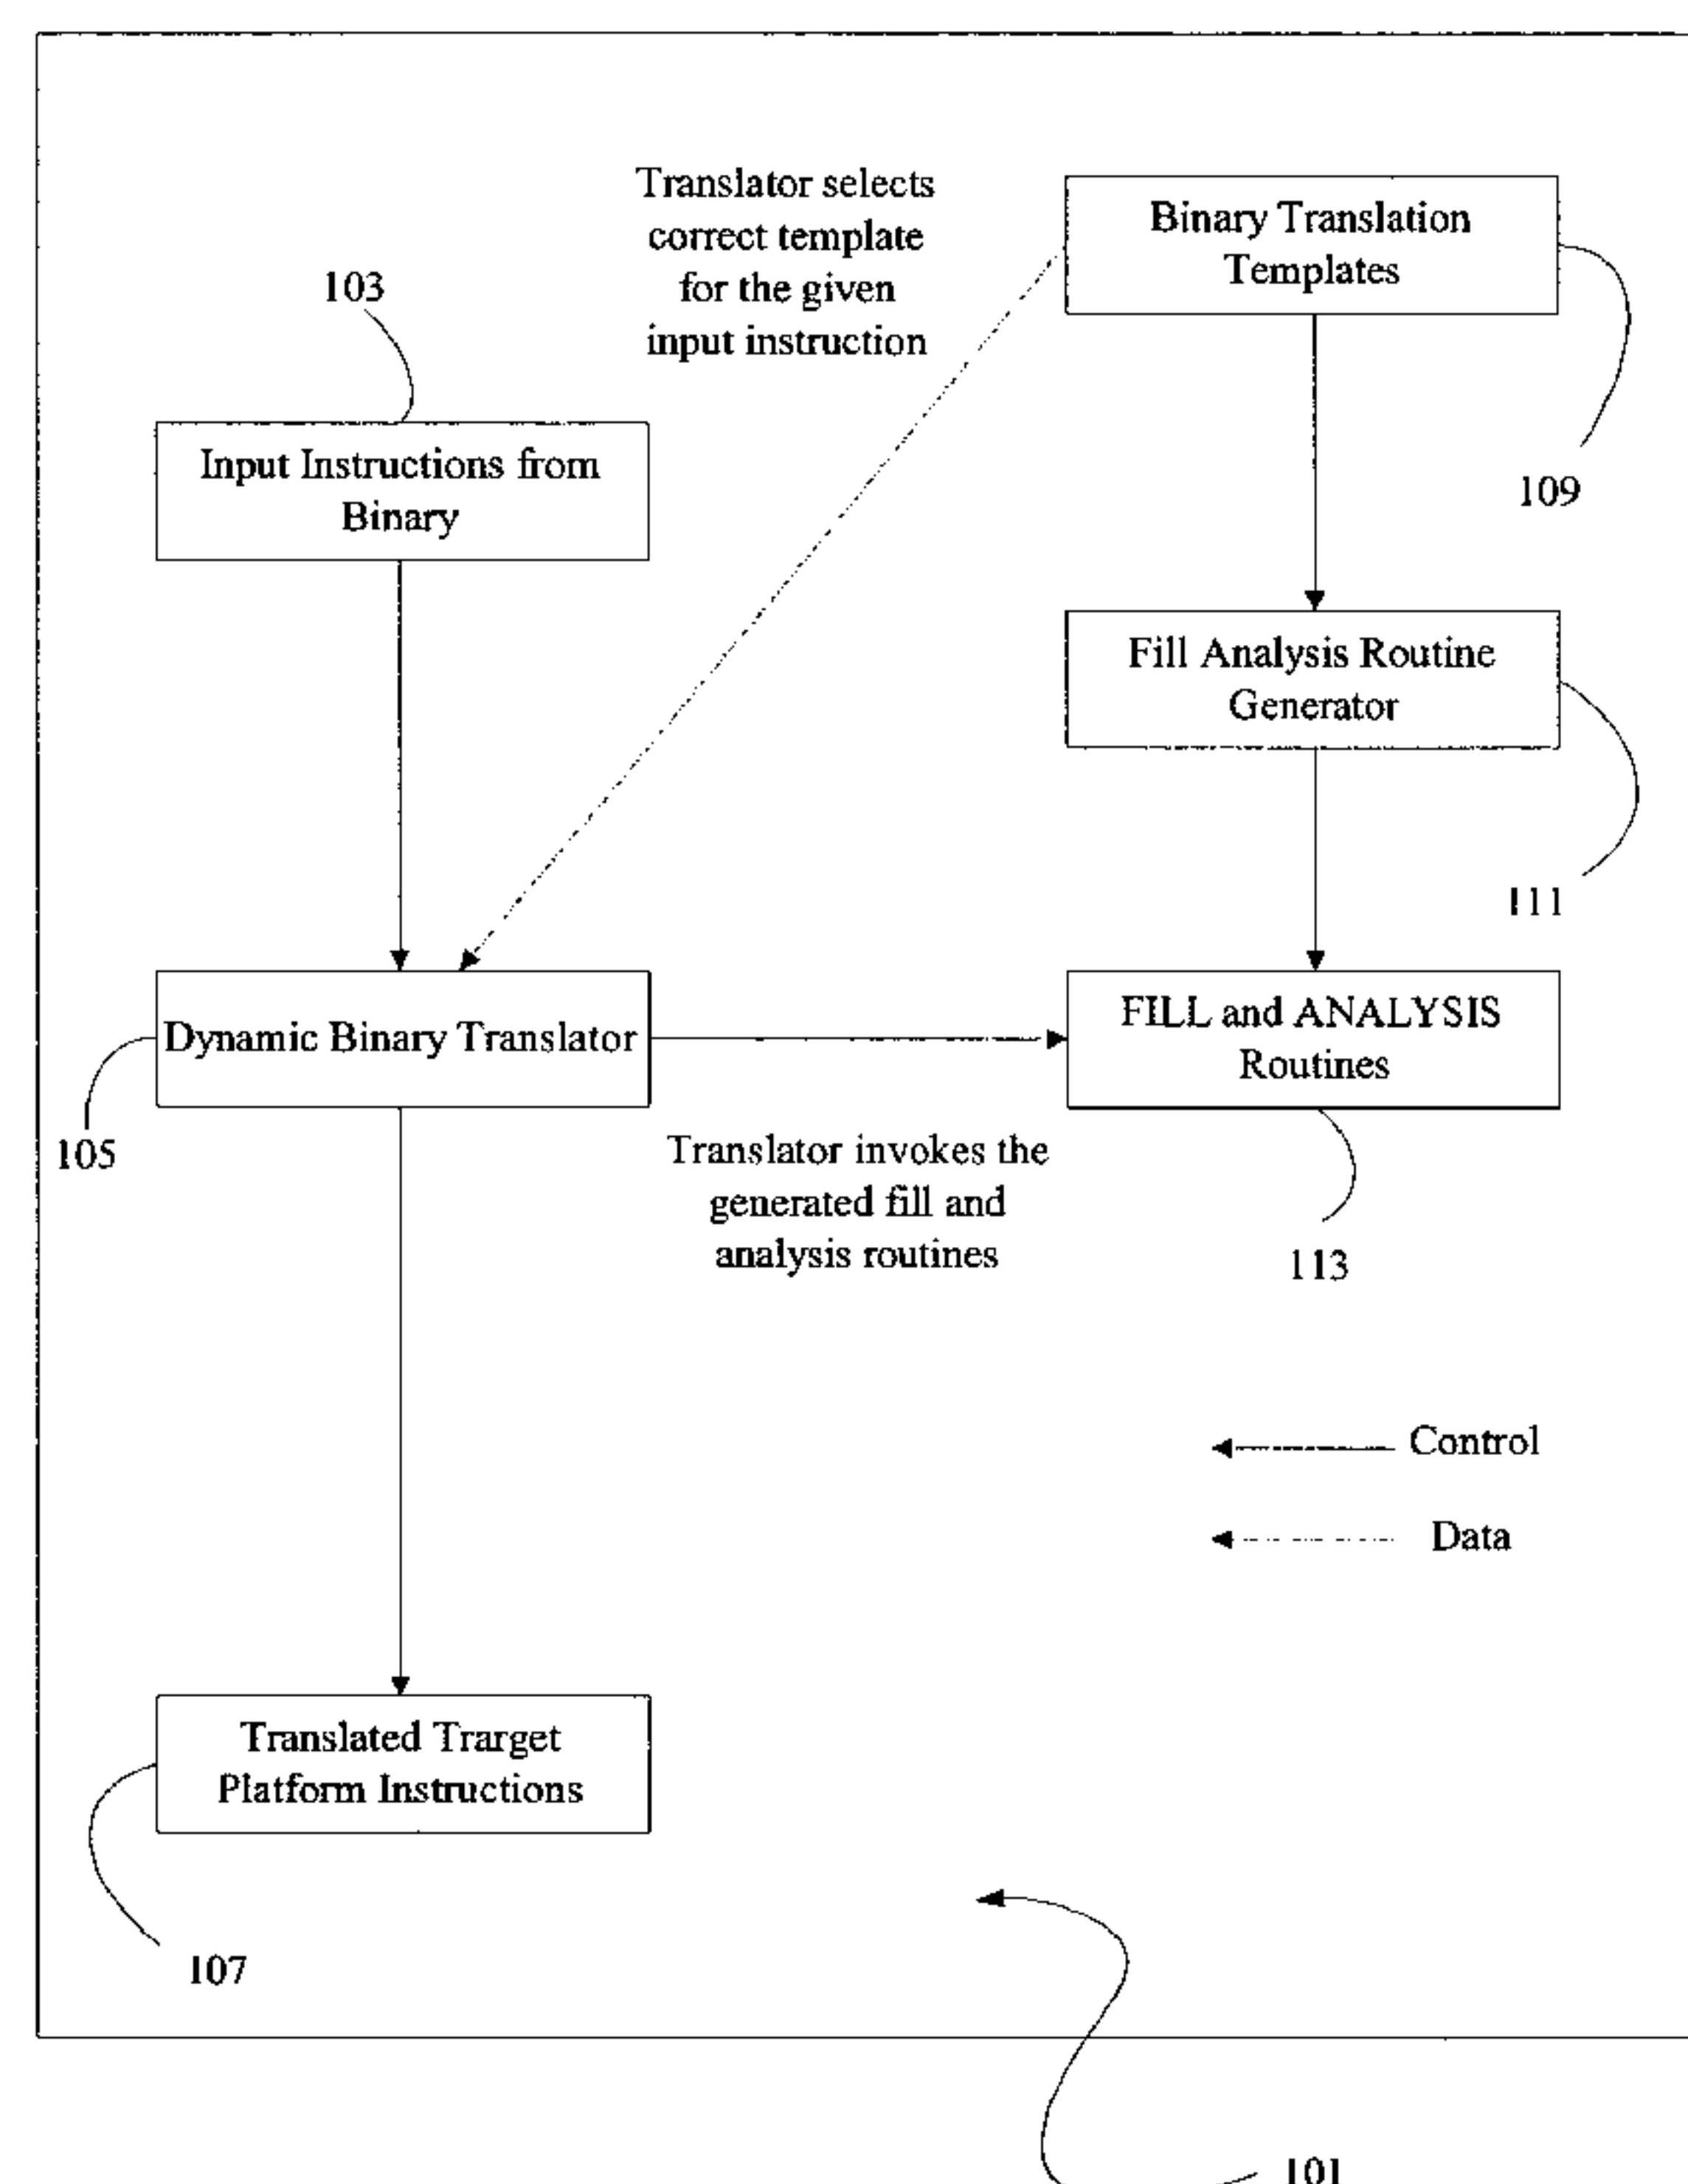 Translator selects
correct template
for the given
input instruction
Binary Translation
Templates
103
109
Input Instructions from
Binary
Fill Analysis Routine
Generator
111
Dynamic Binary Translator
FILL and ANALYSIS
Routines
105
Translator invokes the
generated fill and
analysis routines
113
Control
Data
Translated Trarget
Platform Instructions
107
101